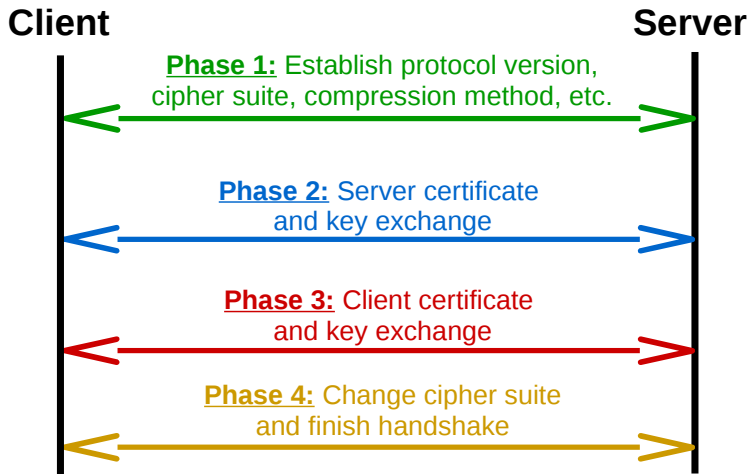 Client
Server
Phase 1: Establish protocol version,
cipher suite, compression method, etc.
Phase 2: Server certificate
and key exchange
Phase 3: Client certificate
and key exchange
Phase 4: Change cipher suite
and finish handshake